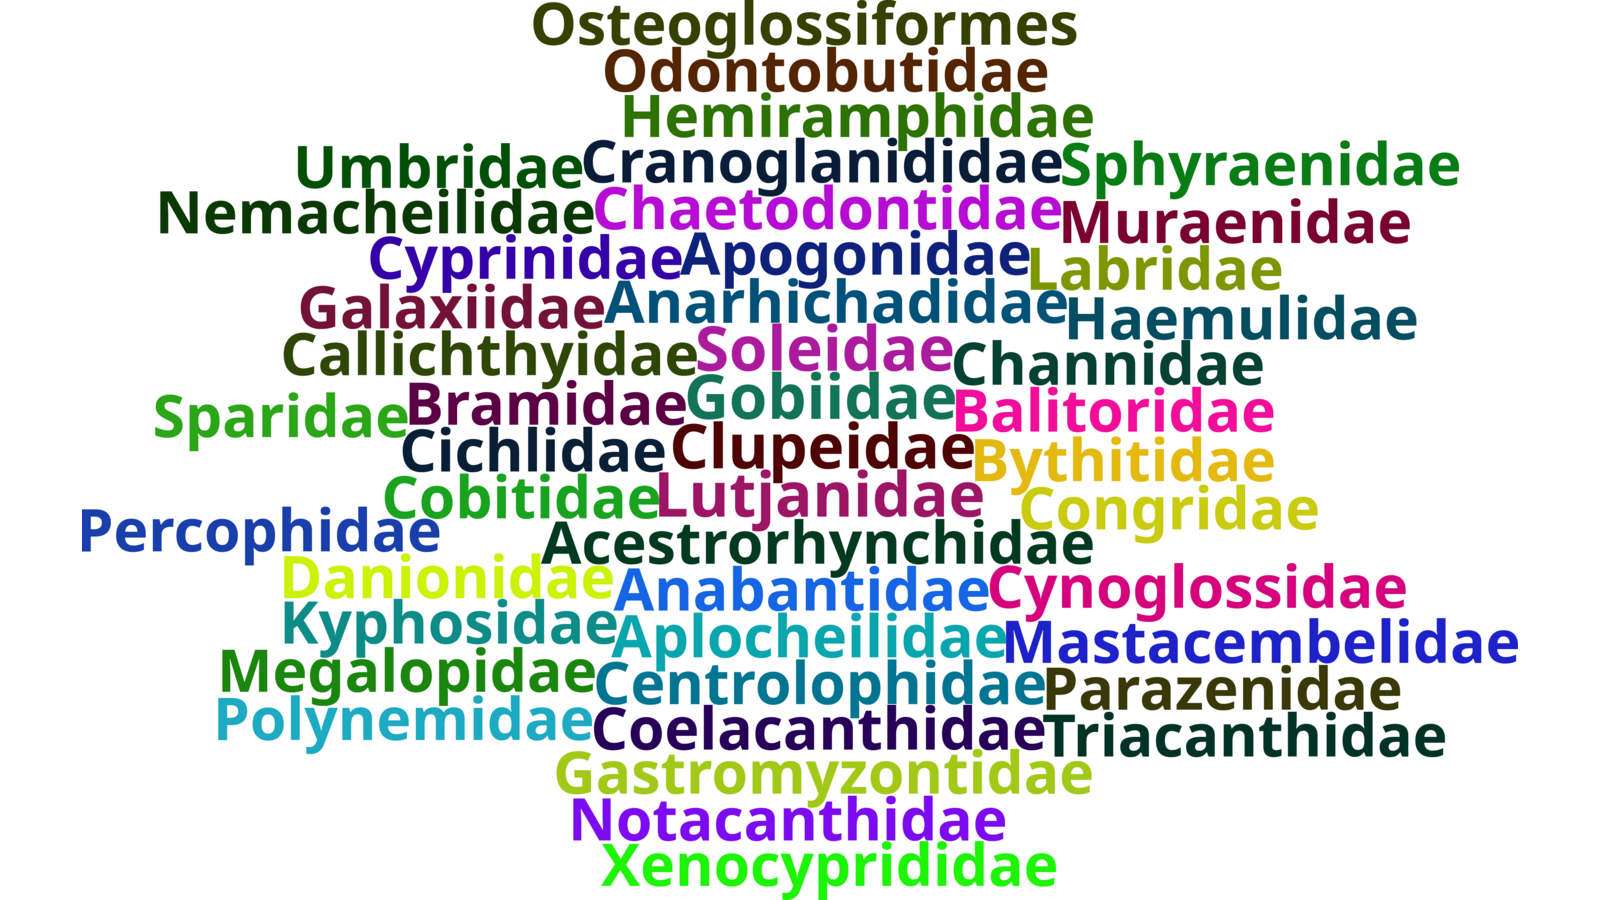 Osteoglossiformes
Odontobutidae
Hemiramphidae
Umbridae Cranoglanididae Sphyraenidae
Nemacheilidae Chaetodontidae Muraenidae
Cyprinidae Apogonidae Labridae
Galaxiidae Anarhichadidae Haemulidae
Callichthyidae Soleidae Channidae
Sparidae Bramidae Gobiidae Balitoridae
Cichlidae Clupeidae Bythitidae
Cobitidae Lutjanidae Congridae
Percophidae Acestrorhynchidae
Danionidae Anabantidae Cynoglossidae
Kyphosidae Aplocheilidae Mastacembelidae
Megalopidae Centrolophidae Parazenidae
Polynemidae Coelacanthidae Triacanthidae
Gastromyzontidae
Notacanthidae
Xenocyprididae